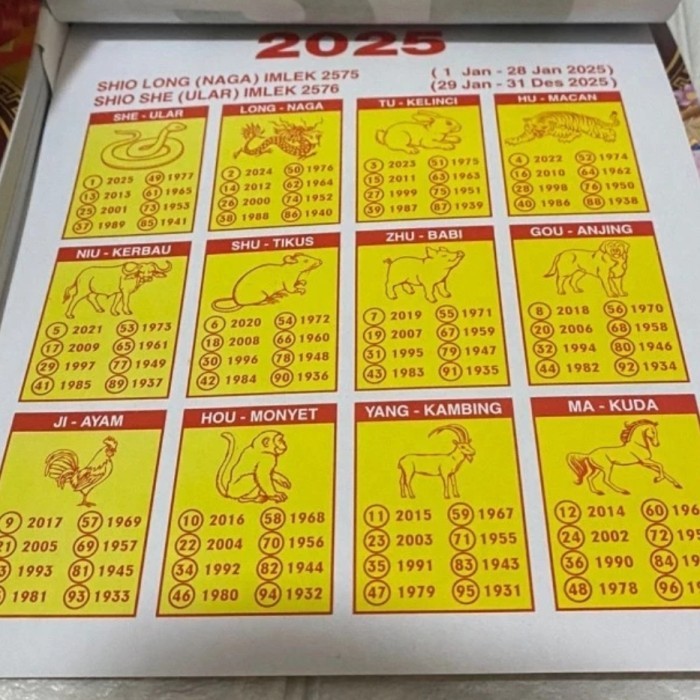 2025
SHIO LONG (NAGA) IMLEK 2575 ( 1 Jan - 28 Jan 2025)
SHIO SHE (ULAR) IMLEK 2576 (29 Jan - 31 Des 2025)
SHE - ULAR
1 2025 49 1977
13 2013 61 1965
25 2001 73 1953
37 1989 85 1941
LONG - NAGA
2 2024 50 1976
14 2012 62 1964
26 2000 74 1952
38 1988 86 1940
TU - KELINCI
3 2023 51 1975
15 2011 63 1963
27 1999 75 1951
39 1987 87 1939
HU - MACAN
4 2022 52 1974
16 2010 64 1962
28 1998 76 1950
40 1986 88 1938
NIU - KERBAU
5 2021 53 1973
17 2009 65 1961
29 1997 77 1949
41 1985 89 1937
SHU - TIKUS
6 2020 54 1972
18 2008 66 1960
30 1996 78 1948
42 1984 90 1936
ZHU - BABI
7 2019 55 1971
19 2007 67 1959
31 1995 79 1947
43 1983 91 1935
GOU - ANJING
8 2018 56 1970
20 2006 68 1958
32 1994 80 1946
44 1982 92 1934
JI - AYAM
9 2017 57 1969
21 2005 69 1957
1993 81 1945
1981 93 1933
HOU - MONYET
10 2016 58 1968
22 2004 70 1956
34 1992 82 1944
46 1980 94 1932
YANG - KAMBING
11 2015 59 1967
23 2003 71 1955
35 1991 83 1943
47 1979 95 1931
MA - KUDA
12 2014 60
24 2002 72
36 1990 84
48 1978 96